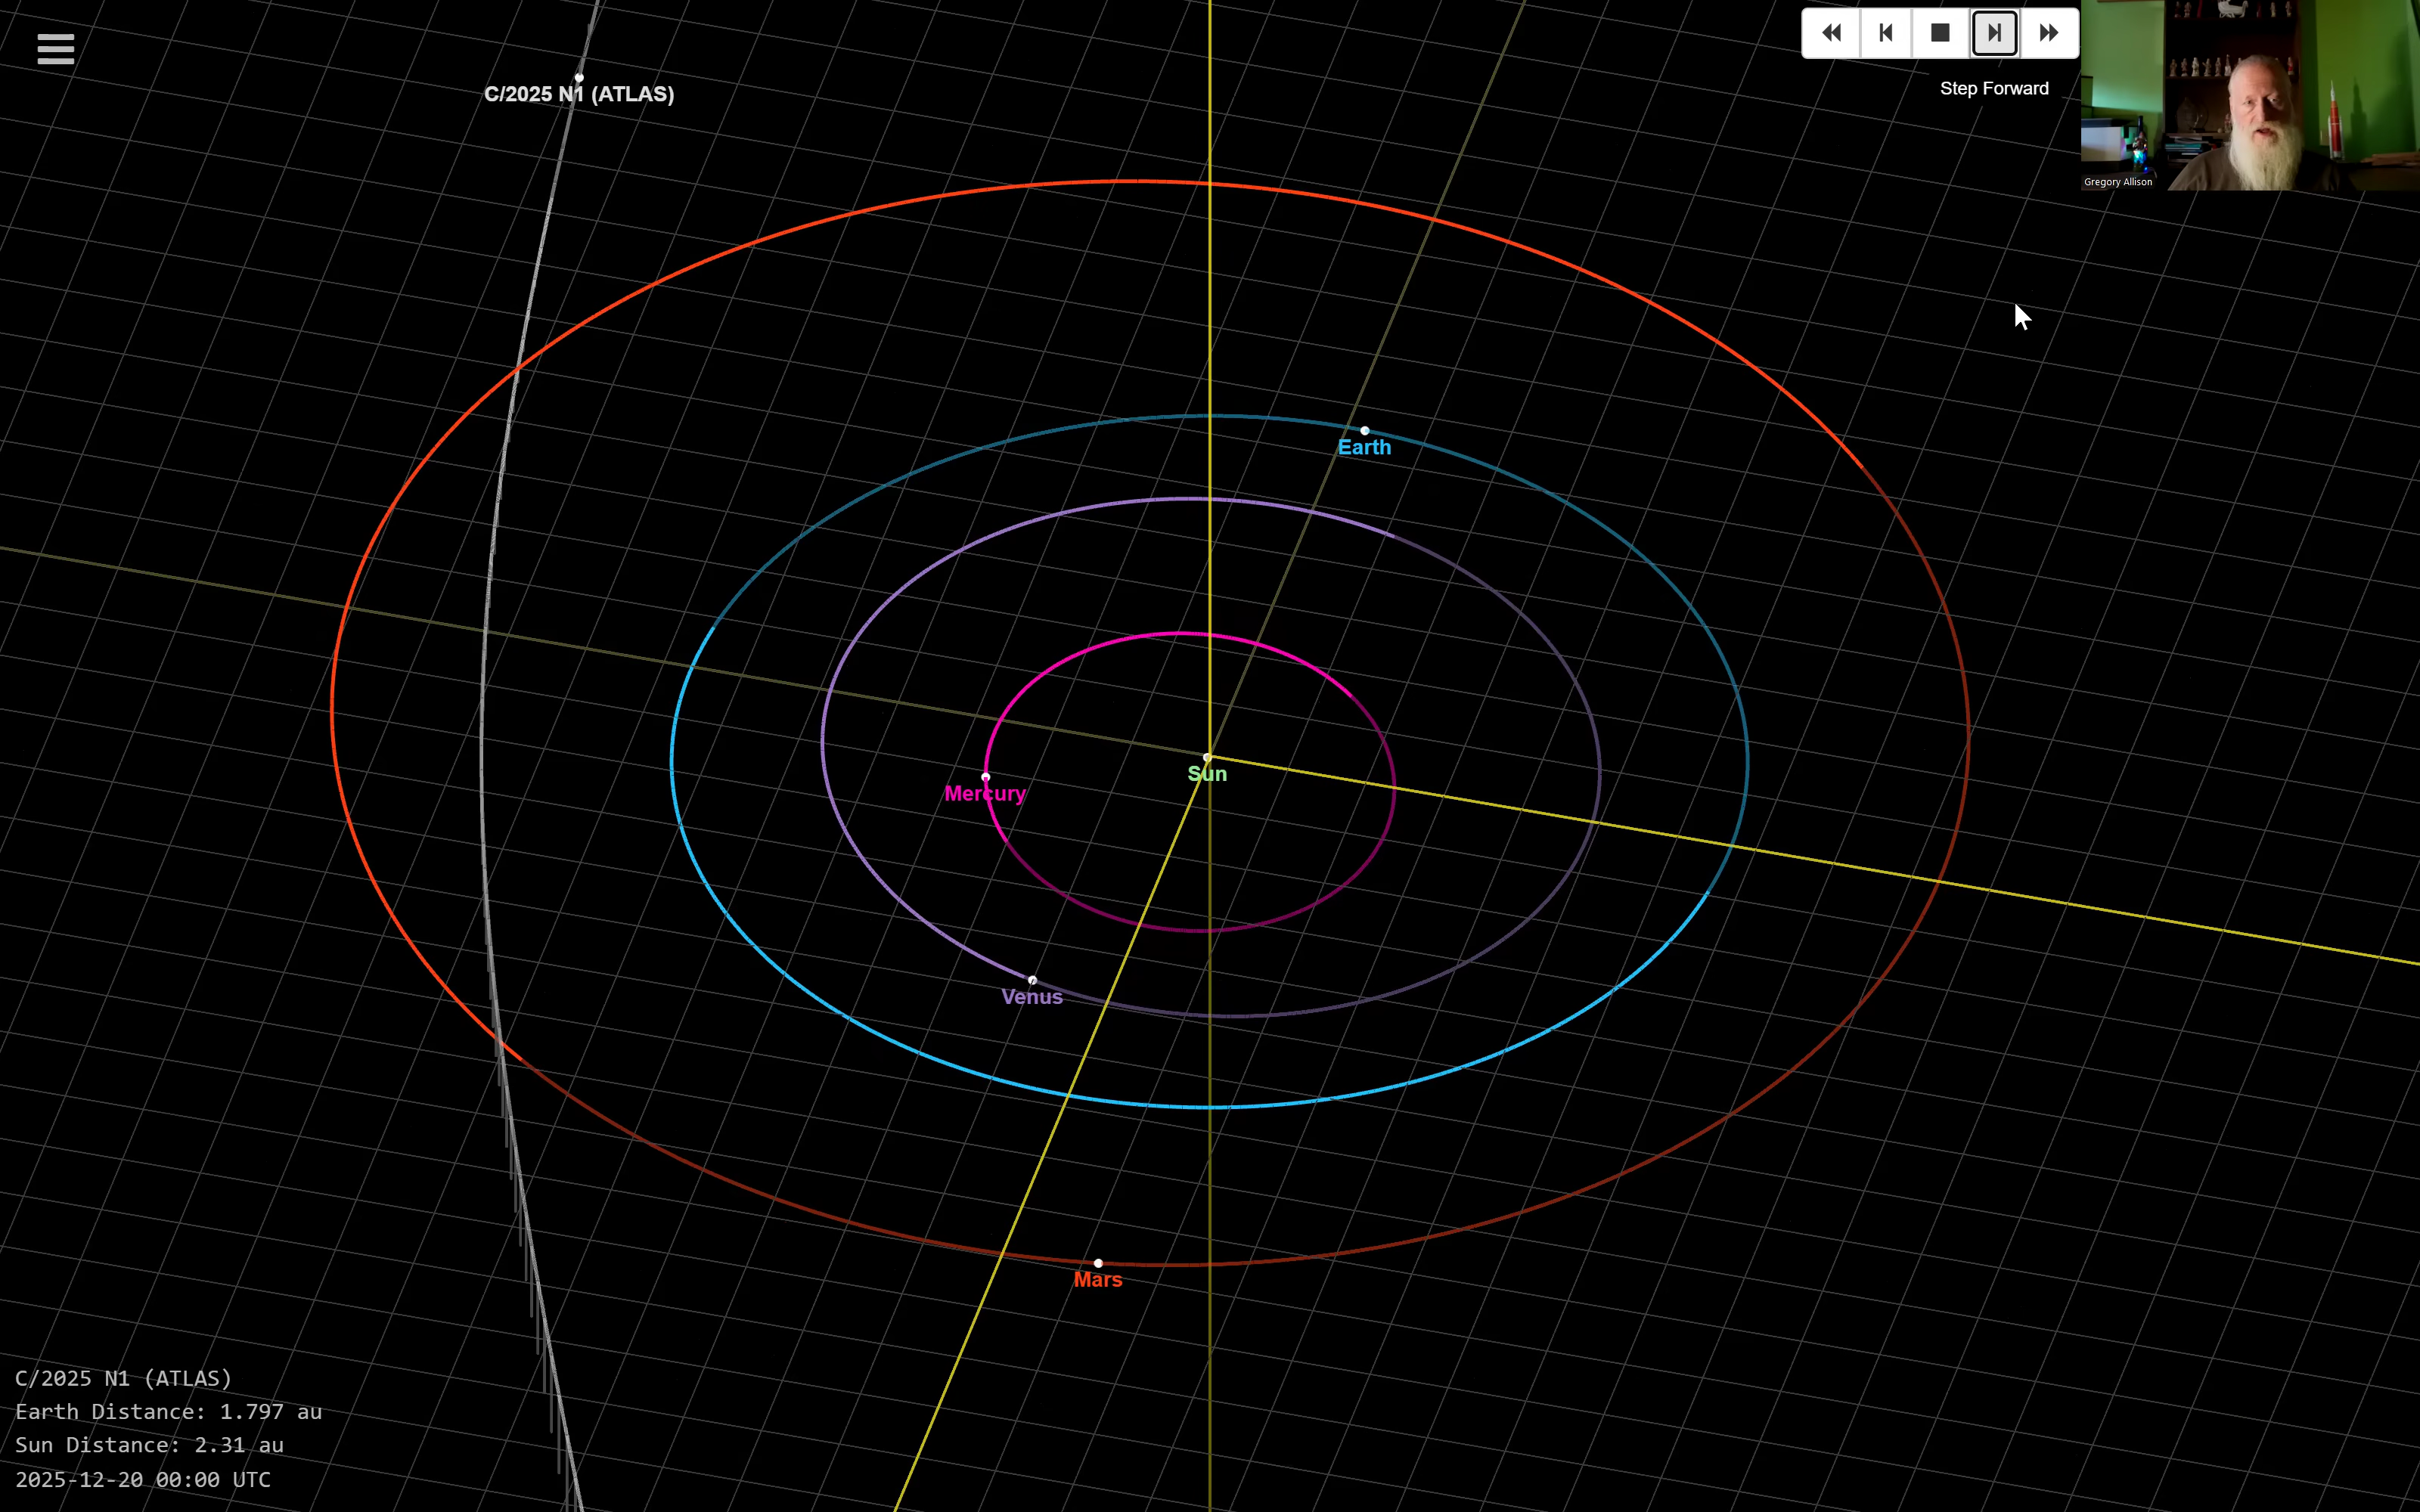 C/2025 N1 (ATLAS)
Step Forward
Gregory Allison
Earth
Sun
Mercury
Venus
Mars
C/2025 N1 (ATLAS)
Earth Distance: 1.797 au
Sun Distance: 2.31 au
2025-12-20 00:00 UTC